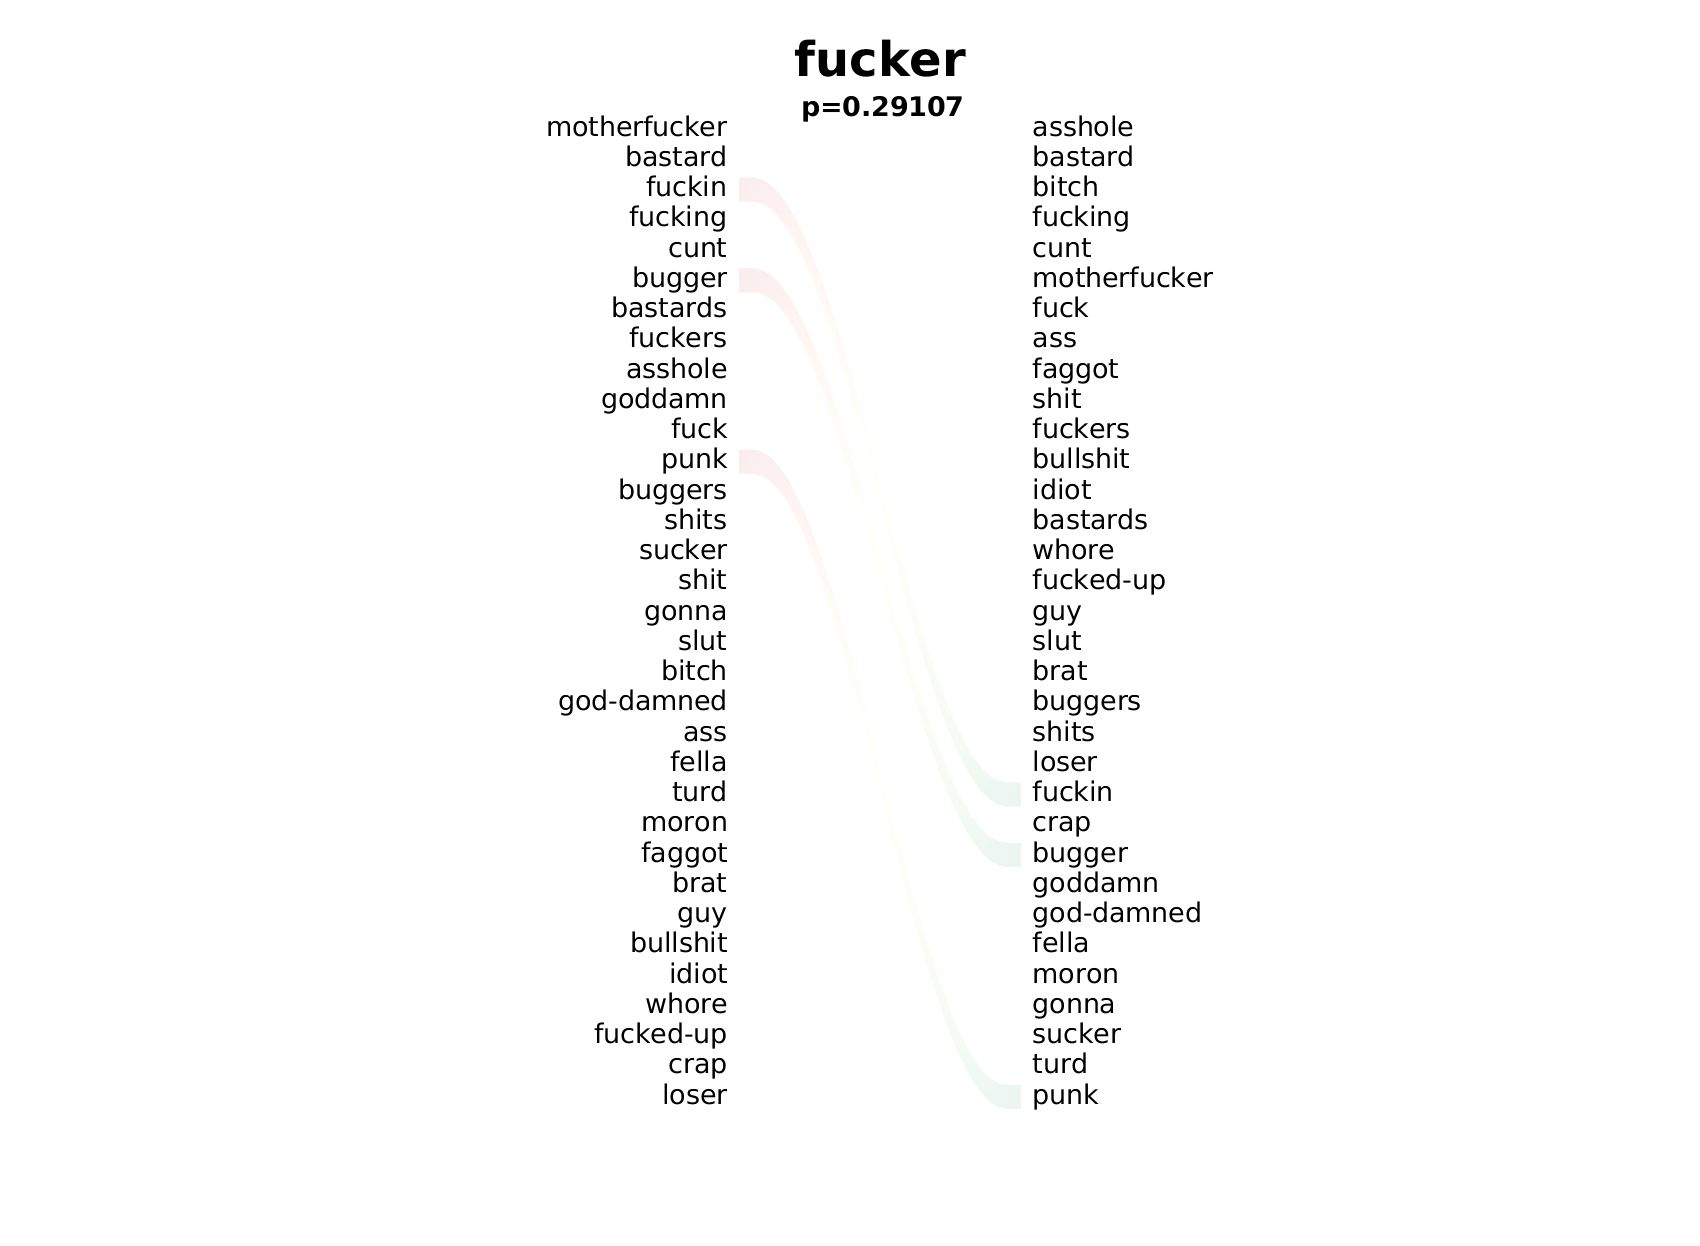 fucker
p=0.29107
motherfucker asshole
bastard bastard
fuckin bitch
fucking fucking
cunt cunt
bugger motherfucker
bastards fuck
fuckers ass
asshole faggot
goddamn shit
fuck fuckers
punk bullshit
buggers idiot
shits bastards
sucker whore
shit fucked-up
gonna guy
slut slut
bitch brat
god-damned buggers
ass shits
fella loser
turd fuckin
moron crap
faggot bugger
brat goddamn
guy god-damned
bullshit fella
idiot moron
whore gonna
fucked-up sucker
crap turd
loser punk